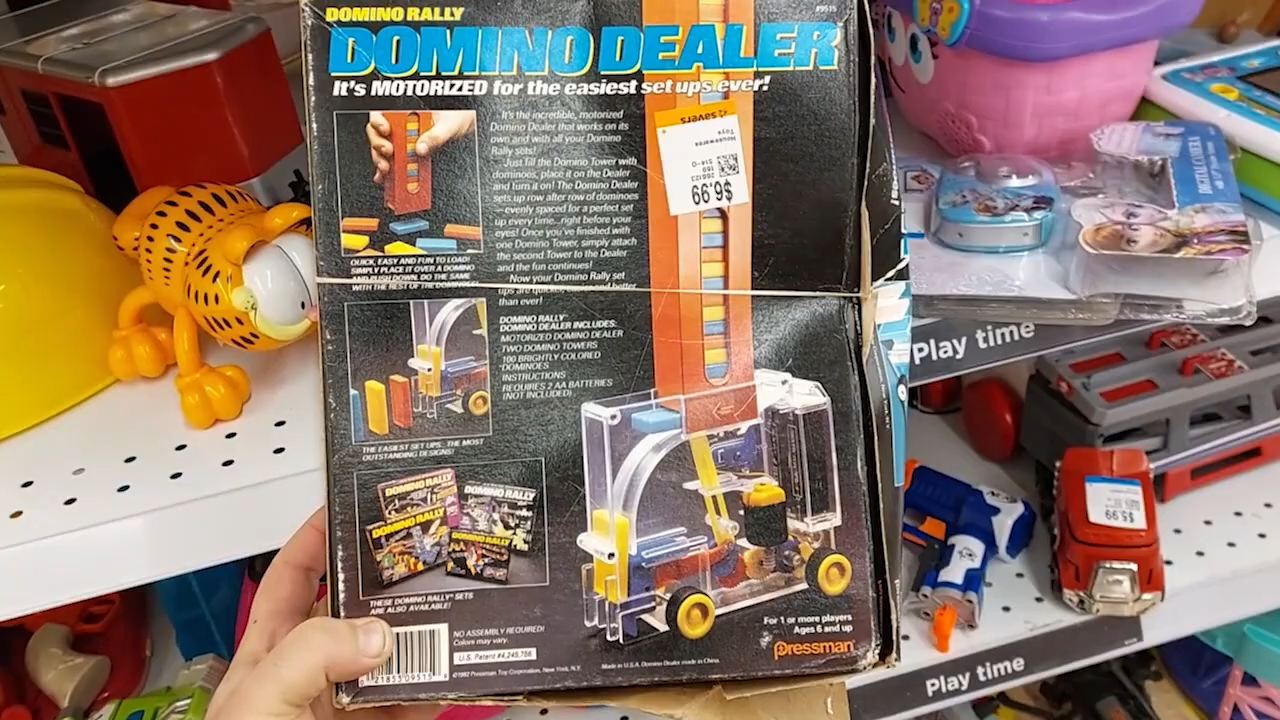 DOMINO RALLY
#9515
DOMINO DEALER
It's MOTORIZED for the easiest set ups ever!
It's the incredible, motorized
Domino Dealer that works on its
own and with all your Domino
Rally sets!
Just fill the Domino Tower with
dominoes, place it on the Dealer
and turn it on! The Domino Dealer
sets up row after row of dominoes
—evenly spaced for a perfect set
up every time...right before your
eyes! Once you've finished with
one Domino Tower, simply attach
the second Tower to the Dealer
and the fun continues!
Now your Domino Rally set
ups are quicker, easier and better
than ever!
QUICK, EASY AND FUN TO LOAD!
SIMPLY PLACE IT OVER A DOMINO
AND PUSH DOWN. DO THE SAME
WITH THE REST OF THE DOMINOES!
DOMINO RALLY
DOMINO DEALER INCLUDES:
MOTORIZED DOMINO DEALER
TWO DOMINO TOWERS
100 BRIGHTLY COLORED
DOMINOES
INSTRUCTIONS
REQUIRES 2 AA BATTERIES
(NOT INCLUDED)
THE EASIEST SET UPS...THE MOST
OUTSTANDING DESIGNS!
DOMINO RALLY
DOMINO RALLY
DOMINO RALLY
DOMINO RALLY
THESE DOMINO RALLY® SETS
ARE ALSO AVAILABLE!
NO ASSEMBLY REQUIRED!
Colors may vary.
U.S. Patent #4,249,766
©1992 Pressman Toy Corporation, New York, N.Y.
Made in U.S.A. Domino Dealer made in China.
For 1 or more players
Ages 6 and up
Pressman
savers
Housewares
Toys
$6.99
DIGITAL CAMERA
Play time
$5.99
Play time